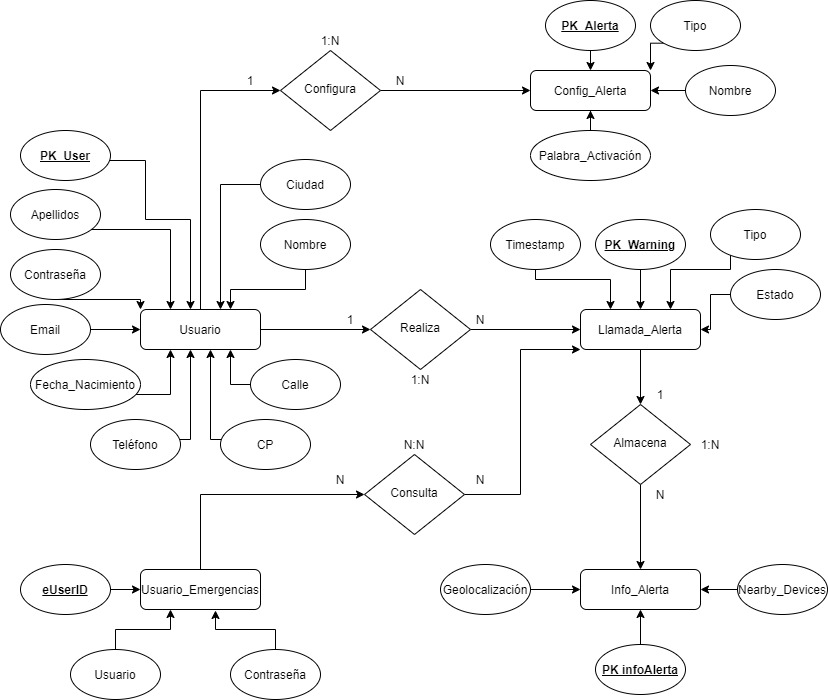 PK_Alerta
Tipo
1:N
1
Configura
N
Config_Alerta
Nombre
Palabra_Activación
PK_User
Ciudad
Apellidos
Nombre
Timestamp
PK_Warning
Tipo
Contraseña
Estado
Email
Usuario
1
Realiza
N
Llamada_Alerta
1:N
Fecha_Nacimiento
Calle
1
Teléfono
CP
N:N
Almacena
1:N
N
Consulta
N
N
eUserID
Usuario_Emergencias
Geolocalización
Info_Alerta
Nearby_Devices
Usuario
Contraseña
PK infoAlerta